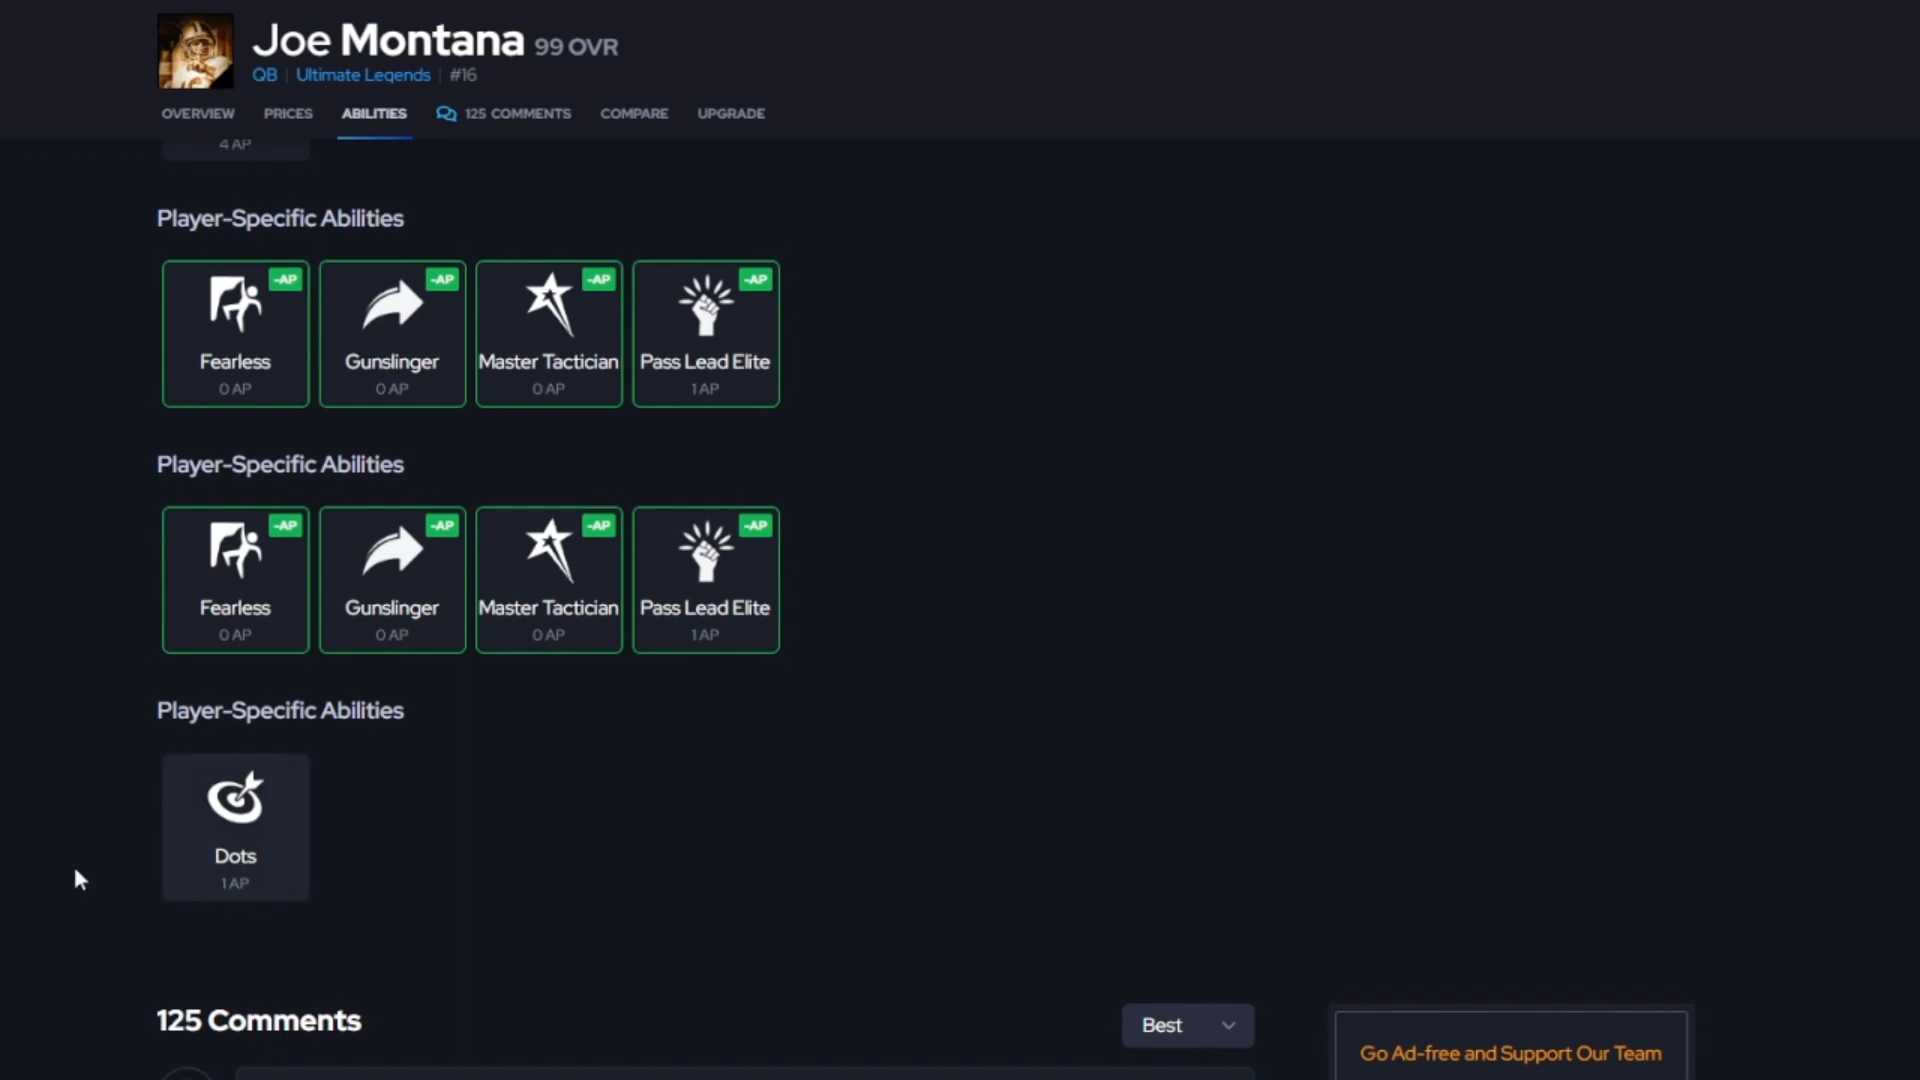 Joe Montana 99 OVR
QB | Ultimate Legends | #16
OVERVIEW PRICES ABILITIES 125 COMMENTS COMPARE UPGRADE
4 AP
Player-Specific Abilities
-AP -AP -AP -AP
Fearless Gunslinger Master Tactician Pass Lead Elite
0 AP 0 AP 0 AP 1 AP
Player-Specific Abilities
-AP -AP -AP -AP
Fearless Gunslinger Master Tactician Pass Lead Elite
0 AP 0 AP 0 AP 1 AP
Player-Specific Abilities
Dots
1 AP
125 Comments
Best
Go Ad-free and Support Our Team